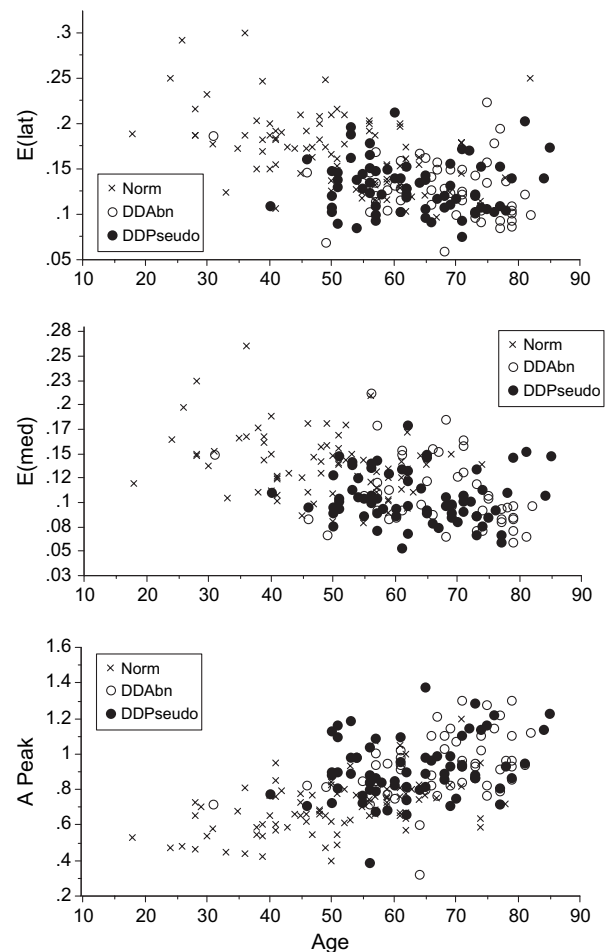 E(lat)
.3
.25
.2
.15
.1
.05
× Norm
○ DDAbn
● DDPseudo
10 20 30 40 50 60 70 80 90
E(med)
.28
.25
.23
.2
.17
.15
.12
.1
.08
.05
.03
× Norm
○ DDAbn
● DDPseudo
10 20 30 40 50 60 70 80 90
A Peak
1.6
1.4
1.2
1
.8
.6
.4
.2
× Norm
○ DDAbn
● DDPseudo
10 20 30 40 50 60 70 80 90
Age